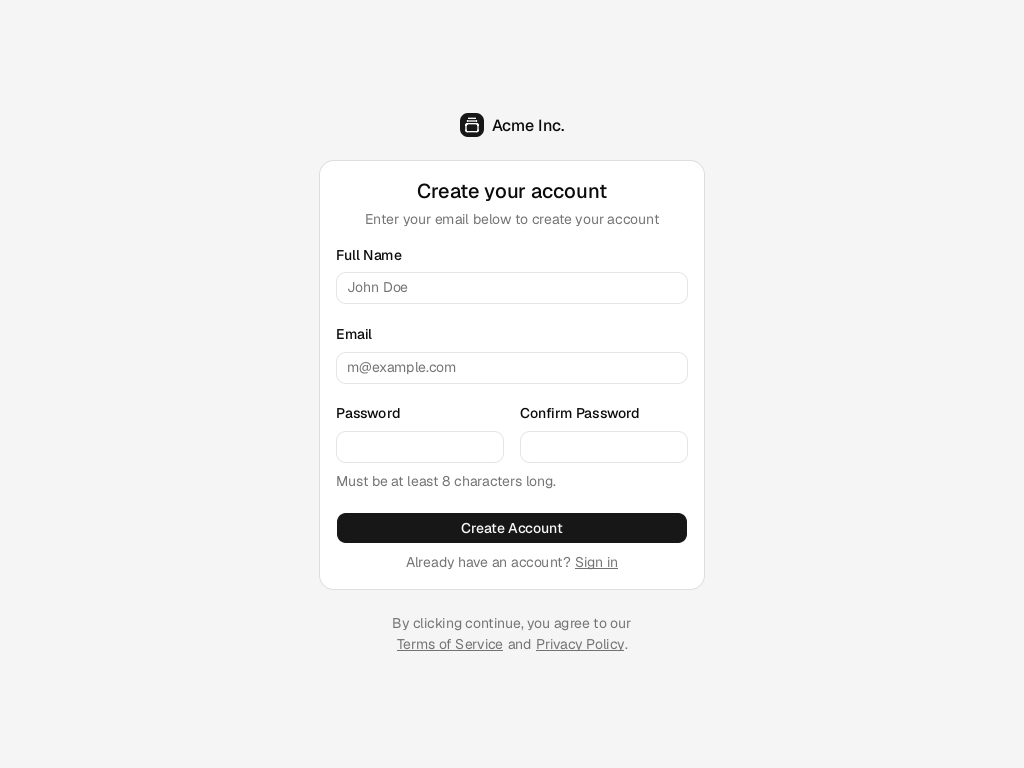 Acme Inc.
Create your account
Enter your email below to create your account
Full Name
John Doe
Email
m@example.com
Password
Confirm Password
Must be at least 8 characters long.
Create Account
Already have an account? Sign in
By clicking continue, you agree to our
Terms of Service and Privacy Policy.